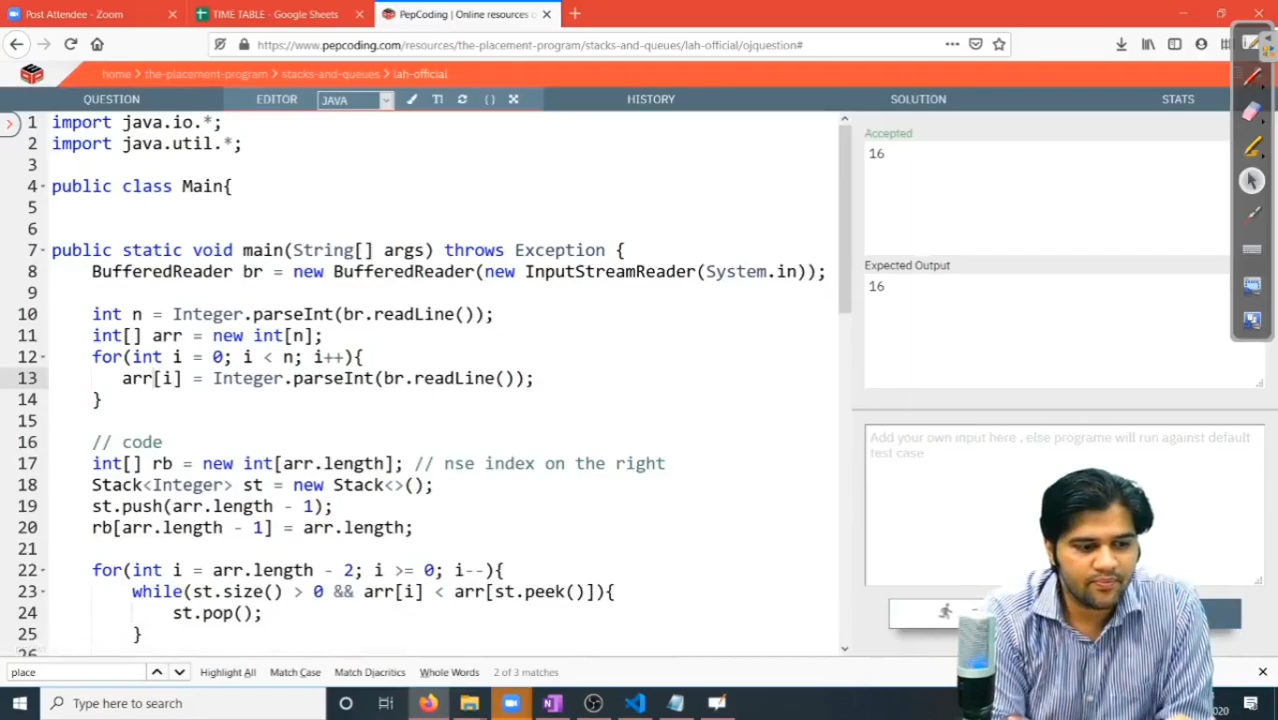 Post Attendee - Zoom
TIME TABLE - Google Sheets
PepCoding | Online resources o
https://www.pepcoding.com/resources/the-placement-program/stacks-and-queues/lah-official/ojquestion#
home > the-placement-program > stacks-and-queues > lah-official
QUESTION
EDITOR
JAVA
HISTORY
SOLUTION
STATS
1 import java.io.*;
2 import java.util.*;
3
4 public class Main{
5
6
7 public static void main(String[] args) throws Exception {
8 BufferedReader br = new BufferedReader(new InputStreamReader(System.in));
9
10 int n = Integer.parseInt(br.readLine());
11 int[] arr = new int[n];
12 for(int i = 0; i < n; i++){
13 arr[i] = Integer.parseInt(br.readLine());
14 }
15
16 // code
17 int[] rb = new int[arr.length]; // nse index on the right
18 Stack<Integer> st = new Stack<>();
19 st.push(arr.length - 1);
20 rb[arr.length - 1] = arr.length;
21
22 for(int i = arr.length - 2; i >= 0; i--){
23 while(st.size() > 0 && arr[i] < arr[st.peek()]){
24 st.pop();
25 }
Accepted
16
Expected Output
16
Add your own input here , else programe will run against default
test case
place
Highlight All
Match Case
Match Diacritics
Whole Words
2 of 3 matches
Type here to search